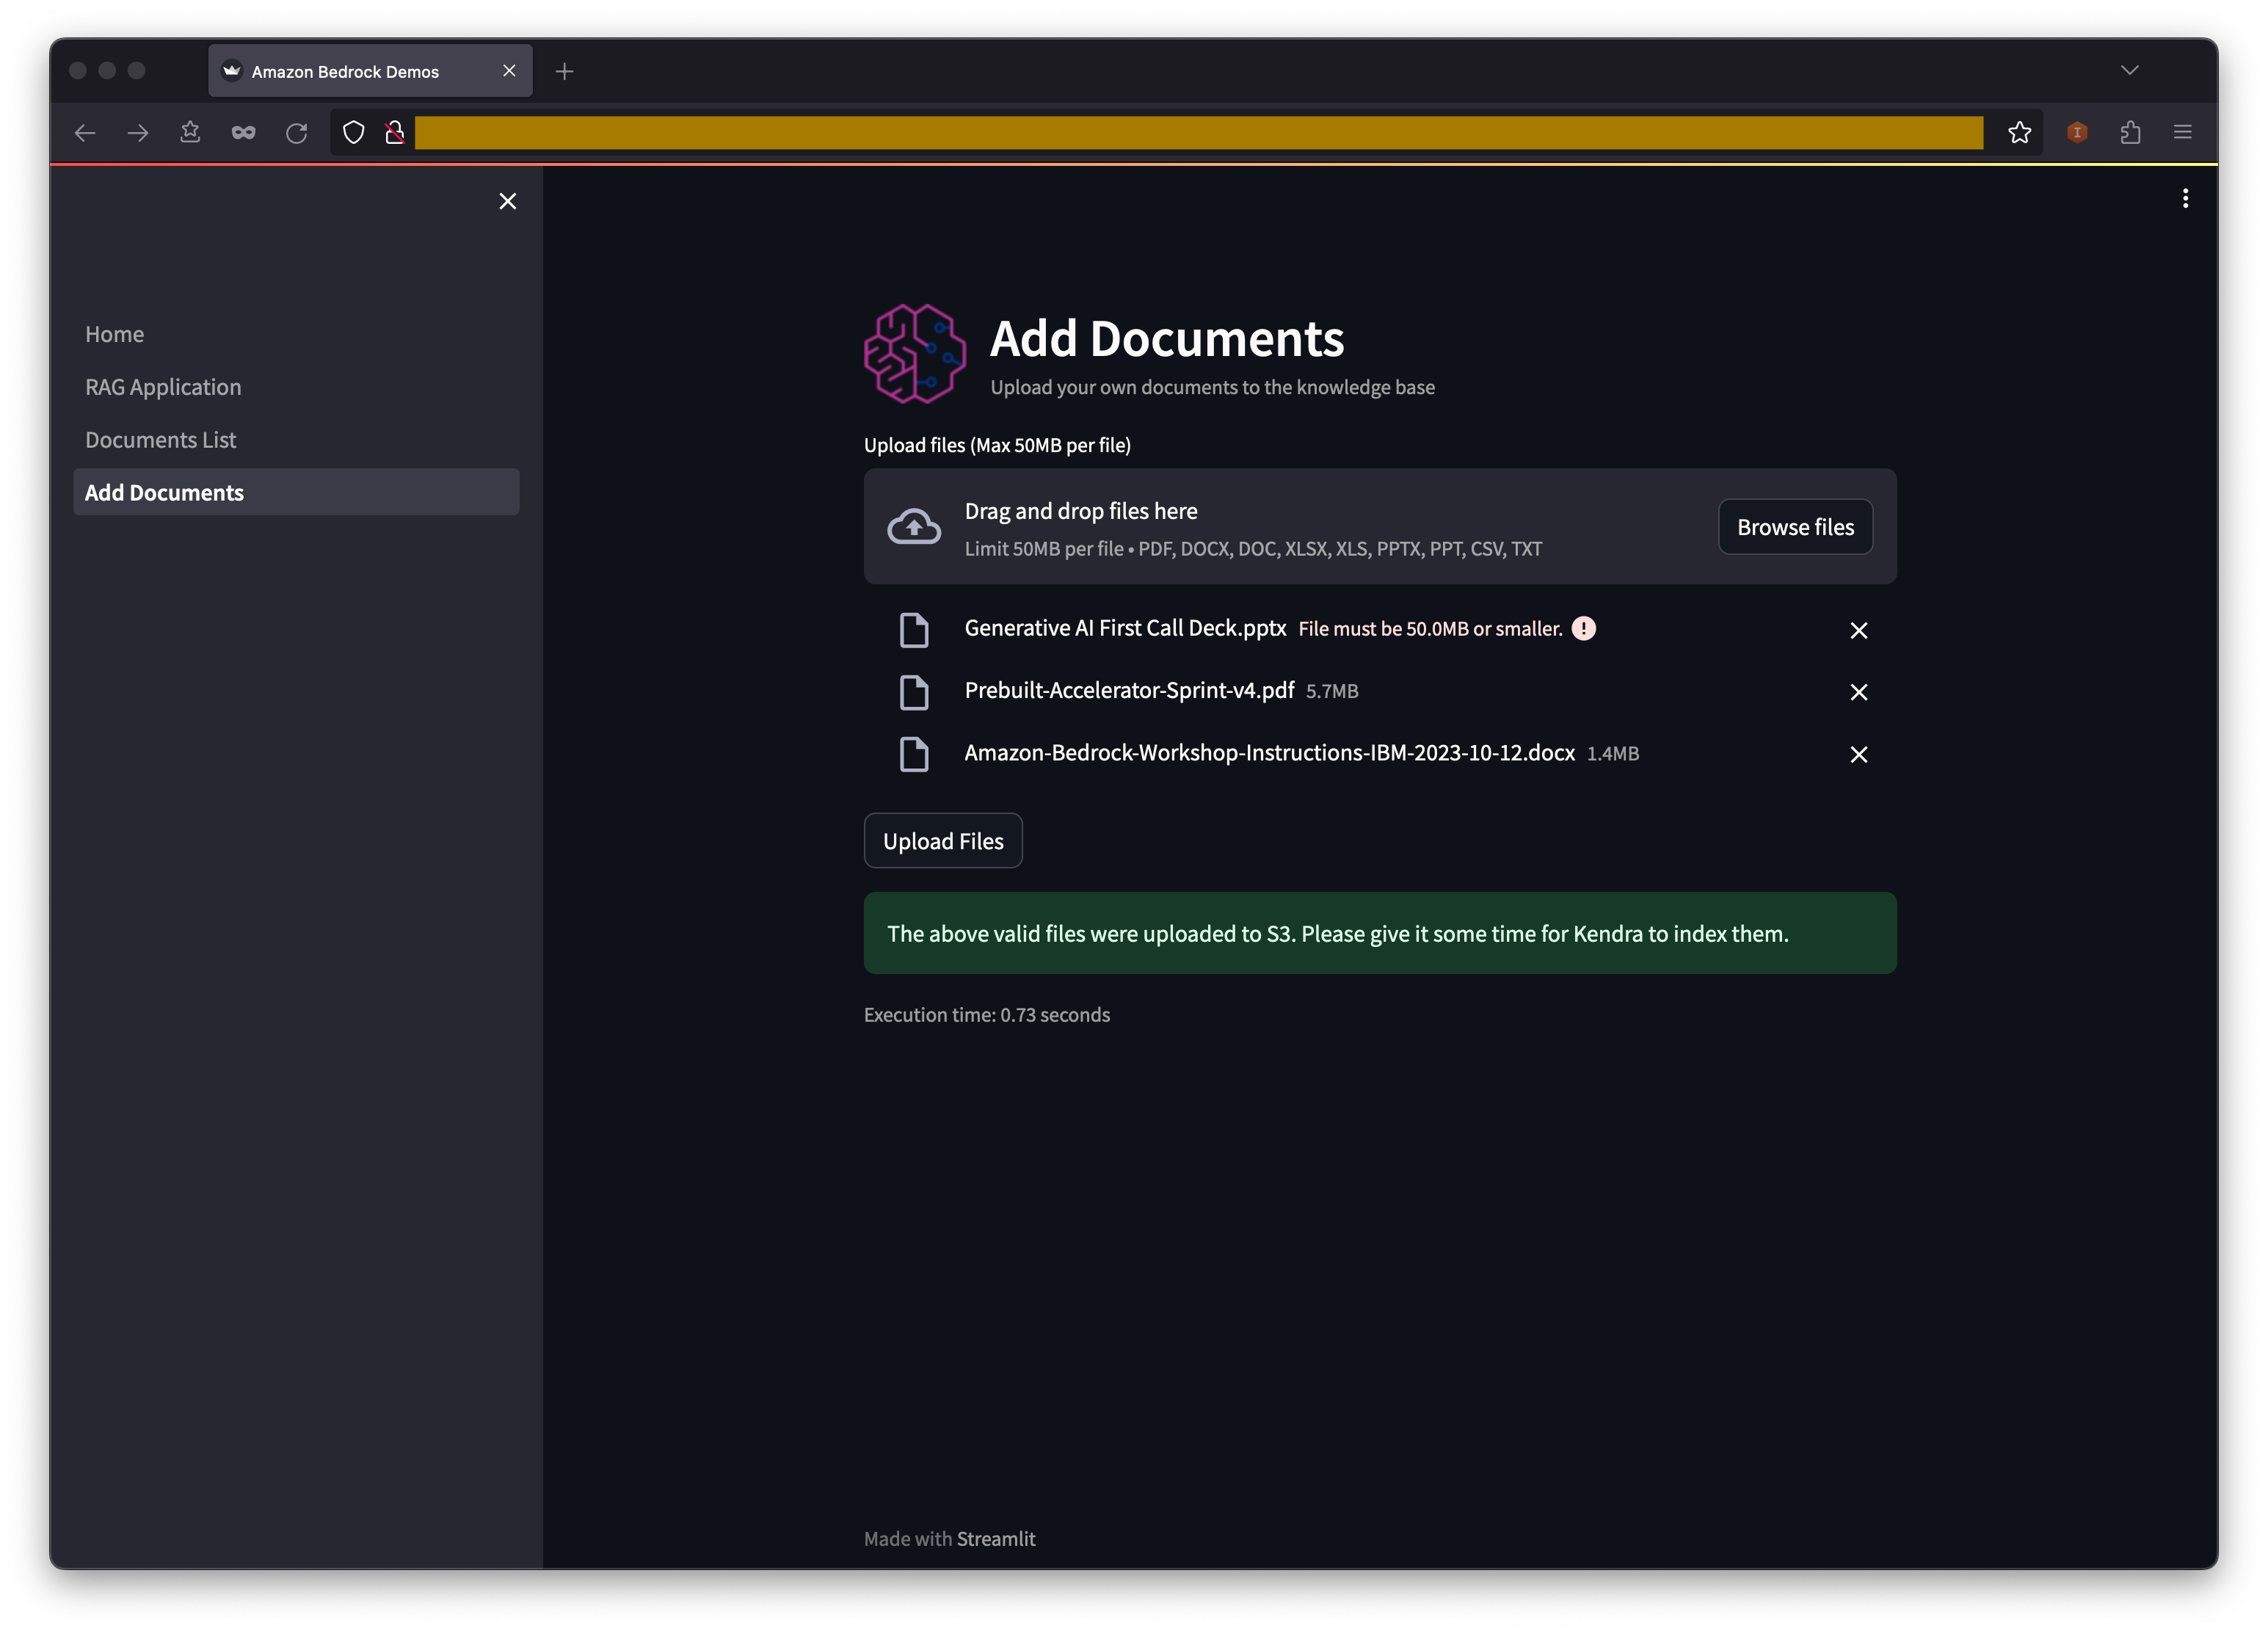 Amazon Bedrock Demos
Home
RAG Application
Documents List
Add Documents
Add Documents
Upload your own documents to the knowledge base
Upload files (Max 50MB per file)
Drag and drop files here
Limit 50MB per file • PDF, DOCX, DOC, XLSX, XLS, PPTX, PPT, CSV, TXT
Browse files
Generative AI First Call Deck.pptx File must be 50.0MB or smaller.
Prebuilt-Accelerator-Sprint-v4.pdf 5.7MB
Amazon-Bedrock-Workshop-Instructions-IBM-2023-10-12.docx 1.4MB
Upload Files
The above valid files were uploaded to S3. Please give it some time for Kendra to index them.
Execution time: 0.73 seconds
Made with Streamlit